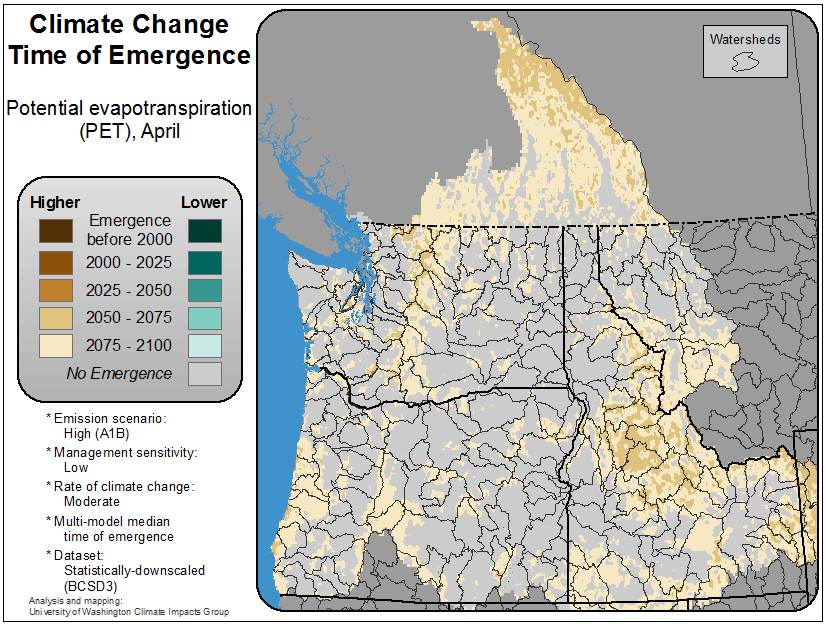 Climate Change
Time of Emergence
Potential evapotranspiration
(PET), April
Higher
Lower
Emergence
before 2000
2000 - 2025
2025 - 2050
2050 - 2075
2075 - 2100
No Emergence
* Emission scenario:
High (A1B)
* Management sensitivity:
Low
* Rate of climate change:
Moderate
* Multi-model median
time of emergence
* Dataset:
Statistically-downscaled
(BCSD3)
Analysis and mapping:
University of Washington Climate Impacts Group
Watersheds